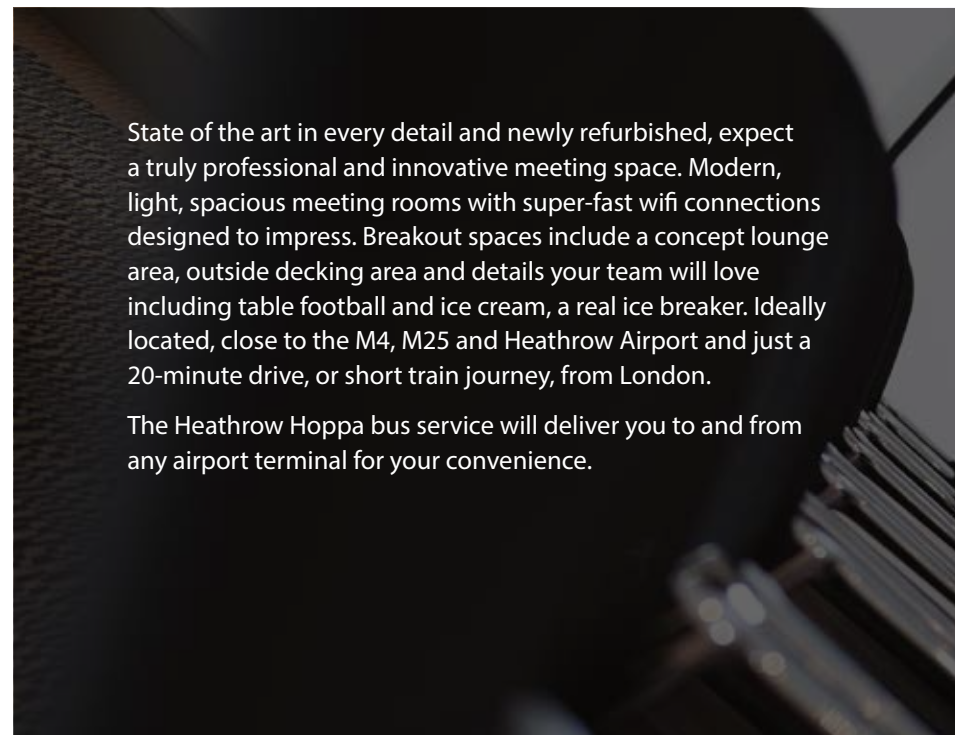 State of the art in every detail and newly refurbished, expect
a truly professional and innovative meeting space. Modern,
light, spacious meeting rooms with super-fast wifi connections
designed to impress. Breakout spaces include a concept lounge
area, outside decking area and details your team will love
including table football and ice cream, a real ice breaker. Ideally
located, close to the M4, M25 and Heathrow Airport and just a
20-minute drive, or short train journey, from London.
The Heathrow Hoppa bus service will deliver you to and from
any airport terminal for your convenience.